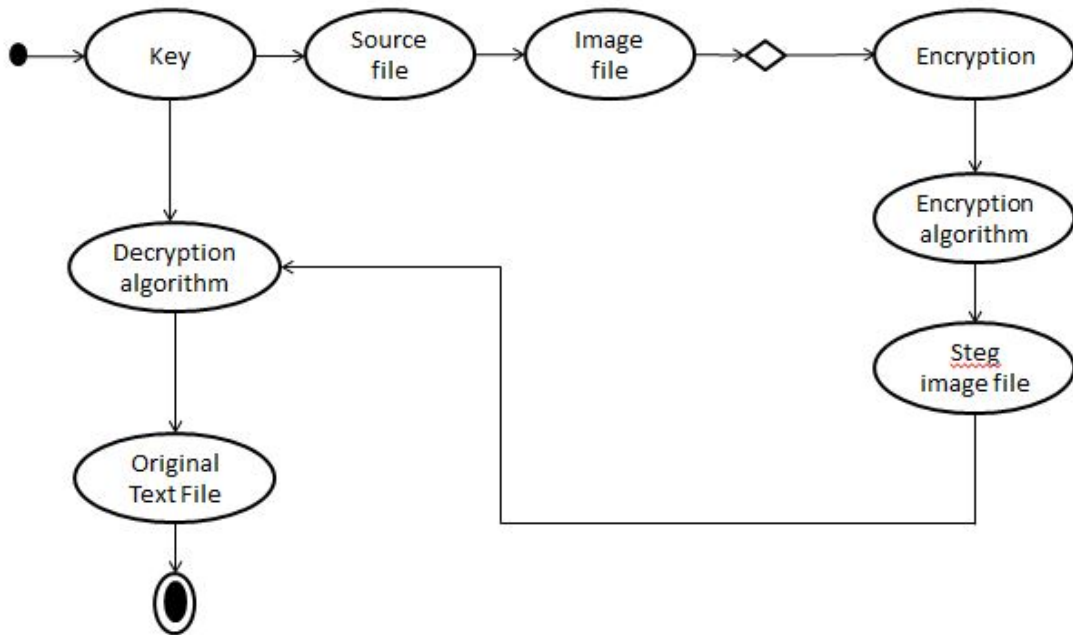 Key
Source
file
Image
file
Encryption
Encryption
algorithm
Decryption
algorithm
Steg
image file
Original
Text File